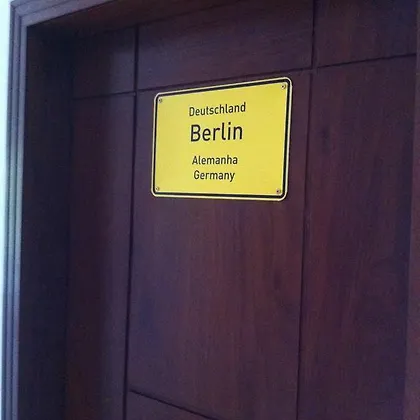 Deutschland
Berlin
Alemanha
Germany